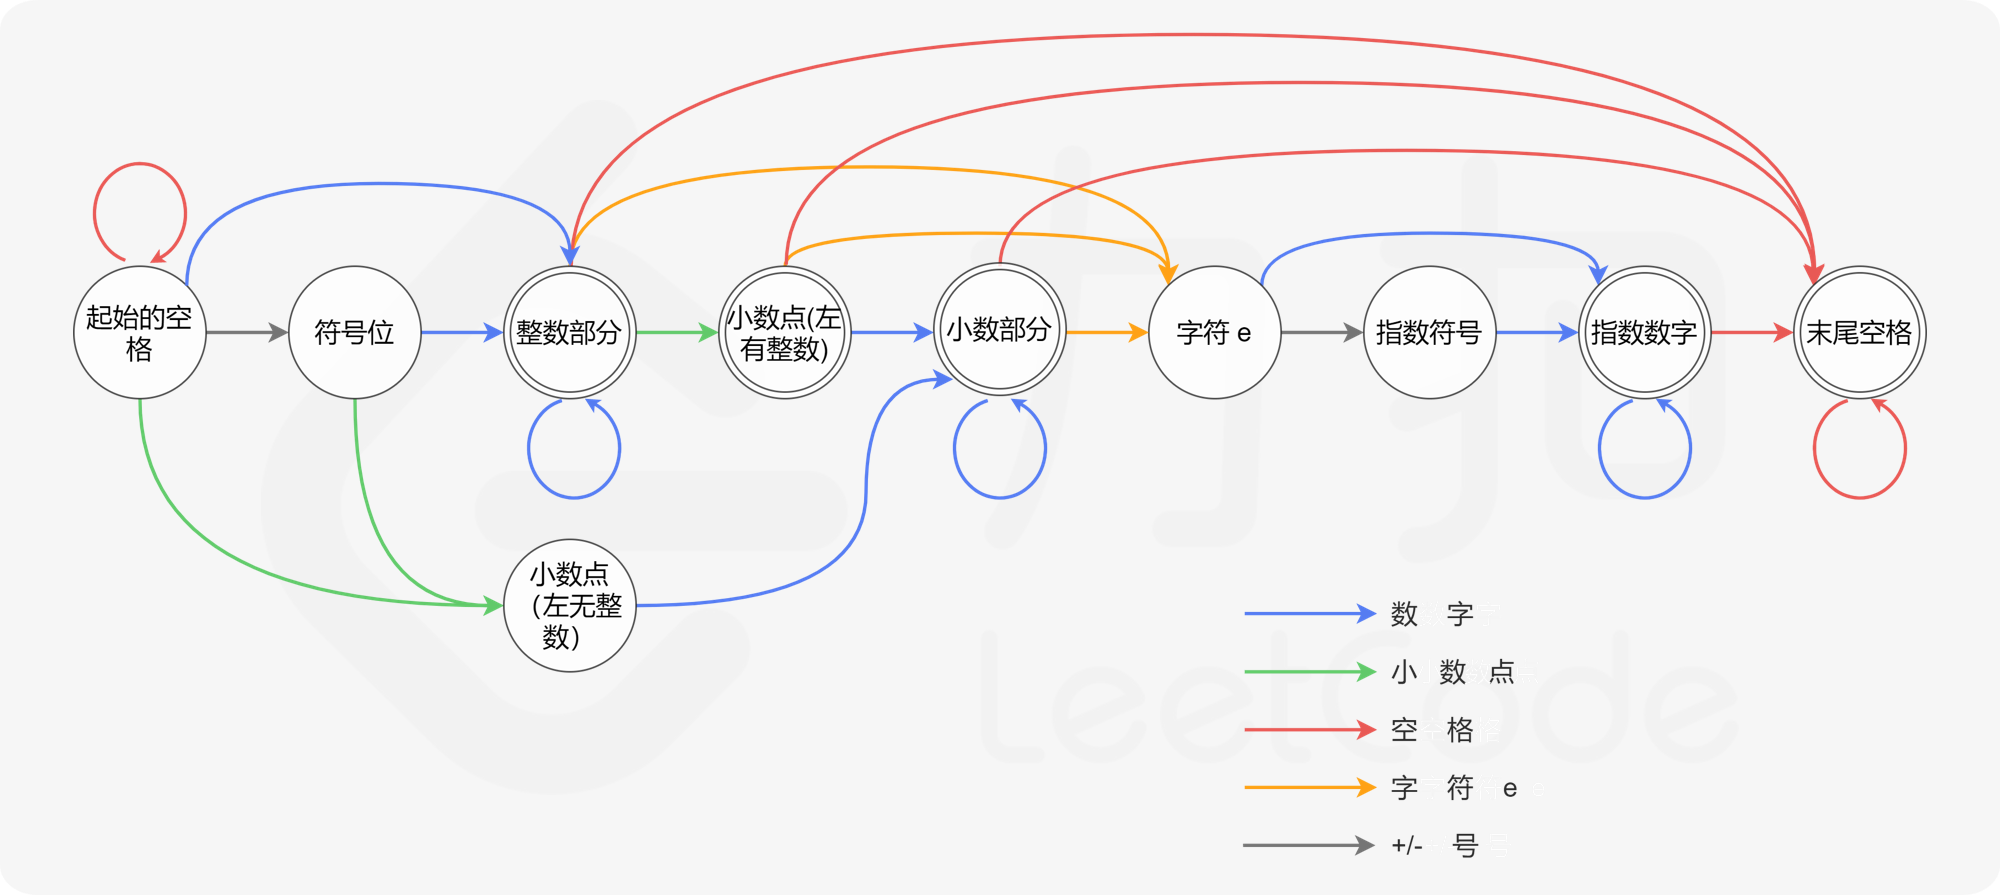 起始的空
格
符号位
整数部分
小数点(左
有整数)
小数部分
字符 e
指数符号
指数数字
末尾空格
小数点
(左无整
数)
数 字
小 数 点
空 格
字 符 e
+/- 号
力扣
LeetCode